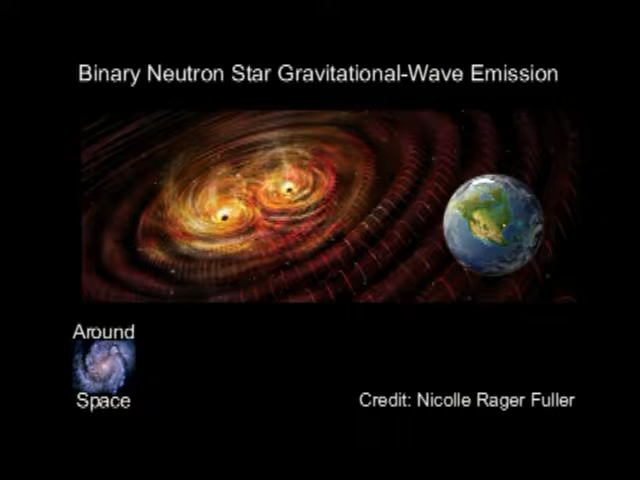 Binary Neutron Star Gravitational-Wave Emission
Around
Space
Credit: Nicolle Rager Fuller